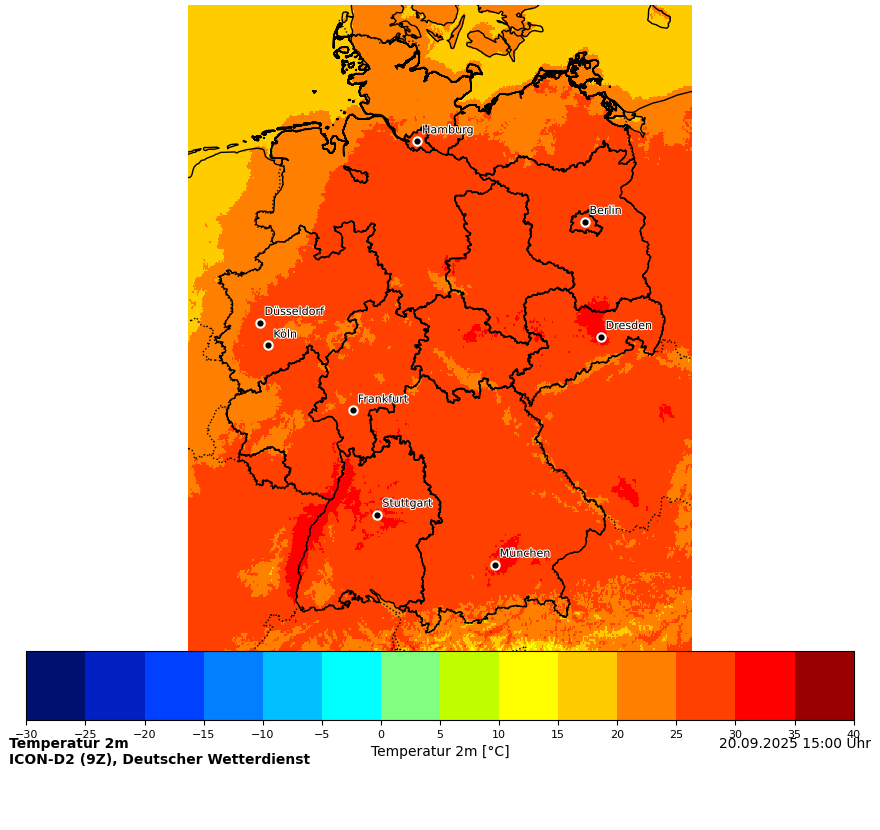 Hamburg
Berlin
Düsseldorf
Köln
Dresden
Frankfurt
Stuttgart
München
−30 −25 −20 −15 −10 −5 0 5 10 15 20 25 30 35 40
Temperatur 2m
20.09.2025 15:00 Uhr
Temperatur 2m [°C]
ICON-D2 (9Z), Deutscher Wetterdienst